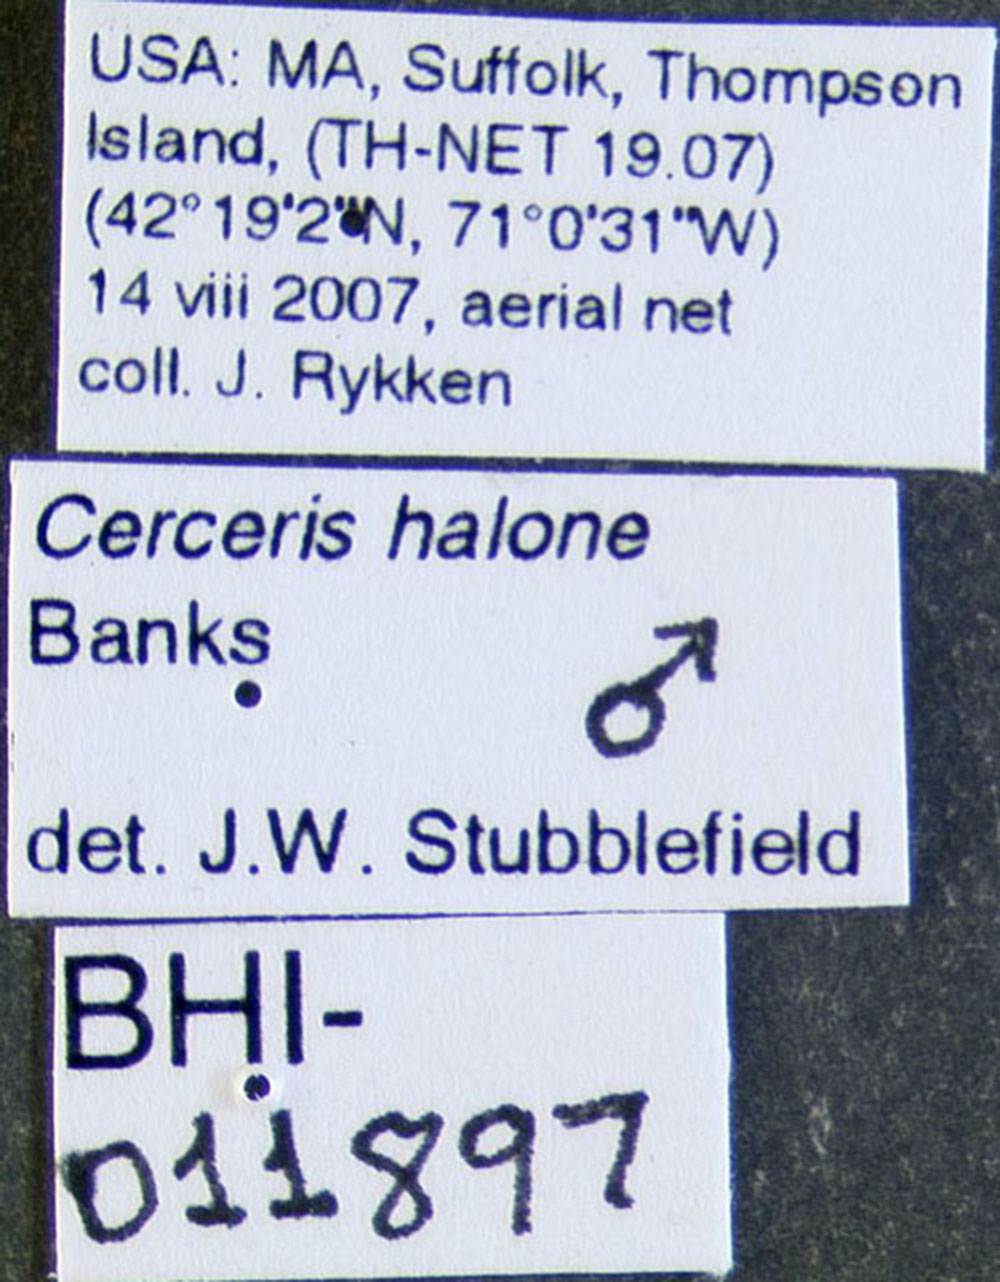 USA: MA, Suffolk, Thompson
Island, (TH-NET 19.07)
(42°19'2"N, 71°0'31"W)
14 viii 2007, aerial net
coll. J. Rykken
Cerceris halone
Banks
♂
det. J.W. Stubblefield
BHI-
011897